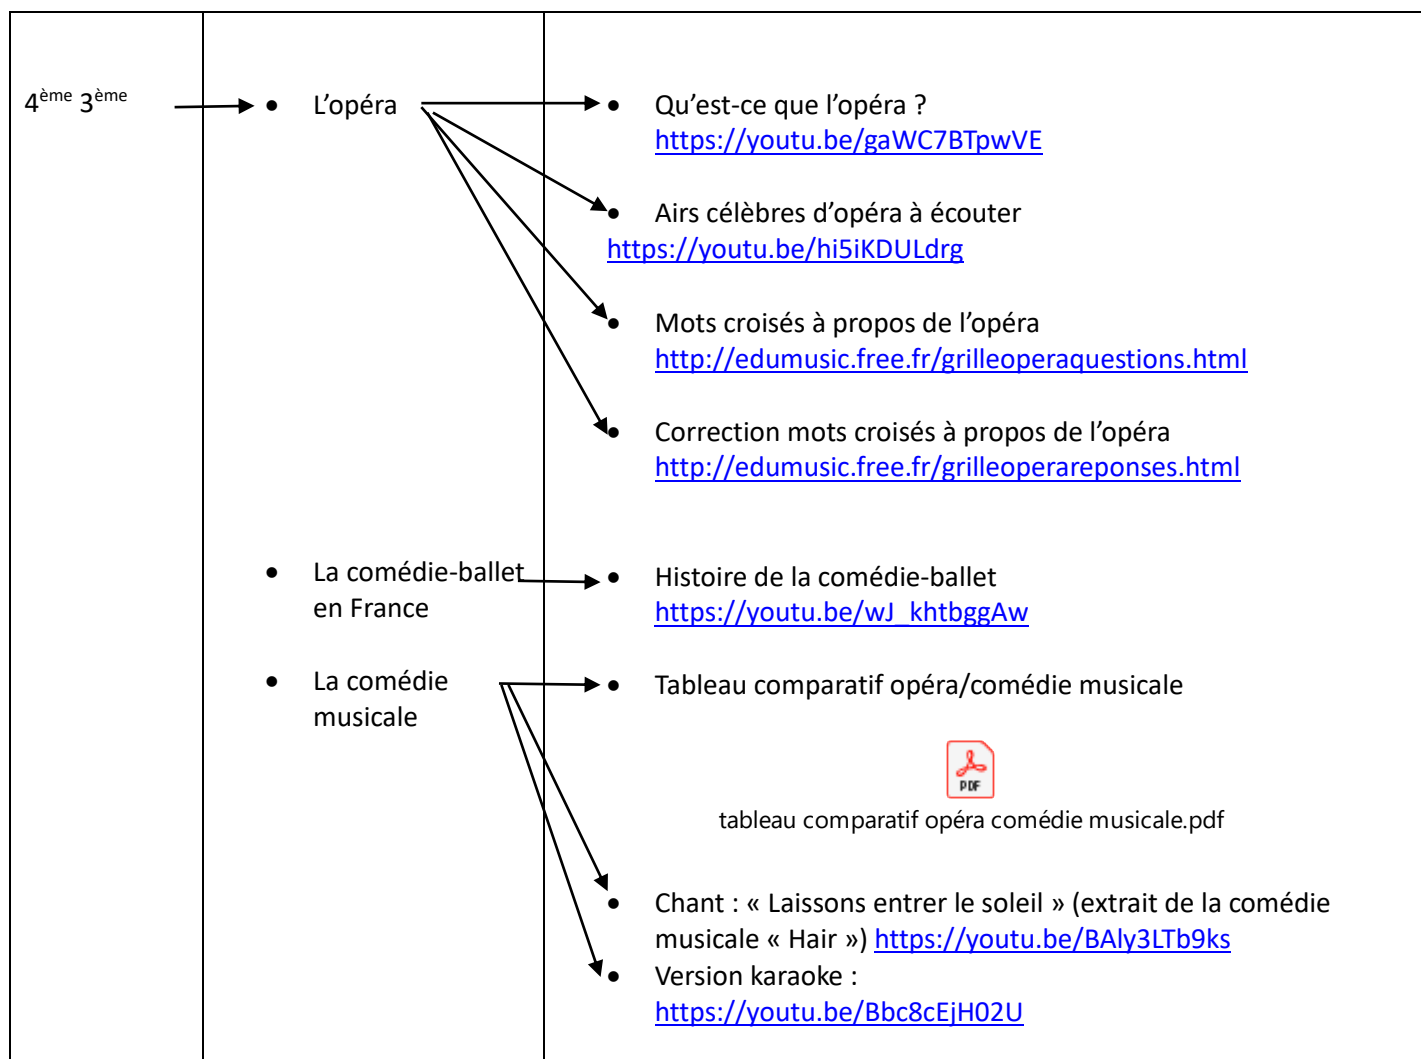 4ème 3ème
• L’opéra
• Qu’est-ce que l’opéra ?
https://youtu.be/gaWC7BTpwVE
• Airs célèbres d’opéra à écouter
https://youtu.be/hi5iKDULdrg
• Mots croisés à propos de l’opéra
http://edumusic.free.fr/grilleoperaquestions.html
• Correction mots croisés à propos de l’opéra
http://edumusic.free.fr/grilleoperareponses.html
• La comédie-ballet
en France
• Histoire de la comédie-ballet
https://youtu.be/wJ_khtbggAw
• La comédie
musicale
• Tableau comparatif opéra/comédie musicale
PDF
tableau comparatif opéra comédie musicale.pdf
• Chant : « Laissons entrer le soleil » (extrait de la comédie
musicale « Hair ») https://youtu.be/BAly3LTb9ks
• Version karaoke :
https://youtu.be/Bbc8cEjH02U